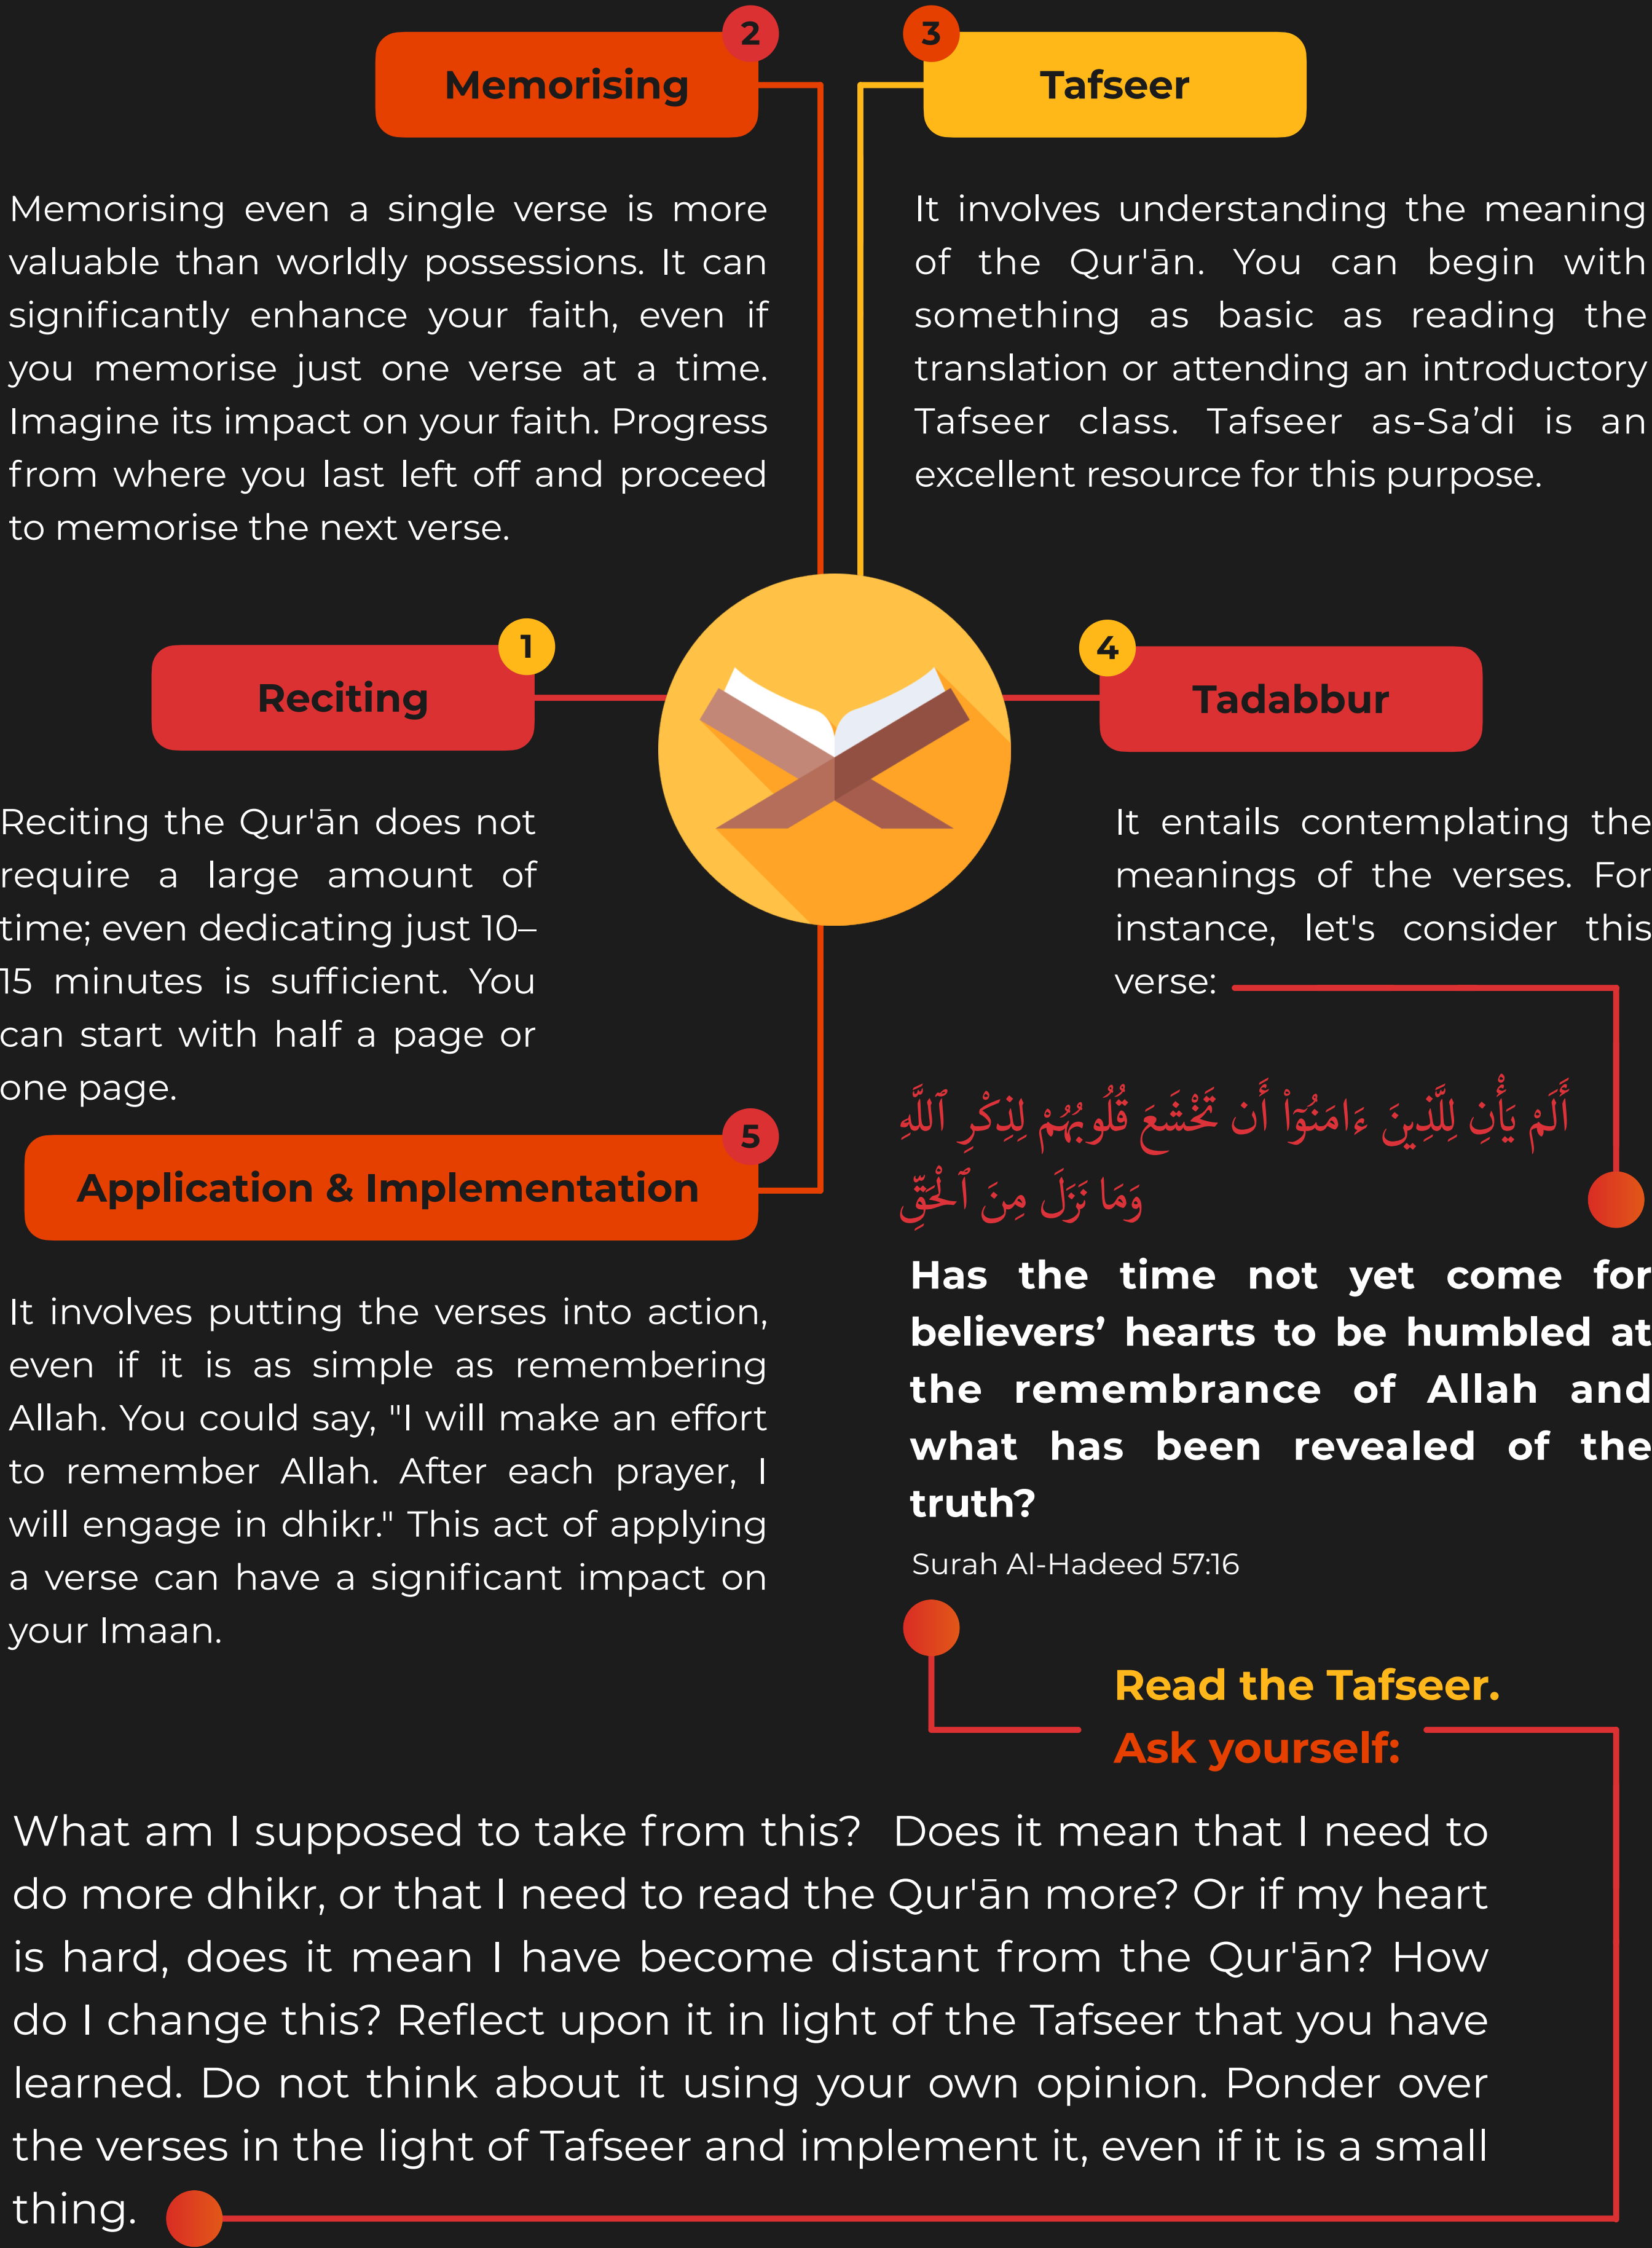 2
Memorising
Memorising even a single verse is more
valuable than worldly possessions. It can
significantly enhance your faith, even if
you memorise just one verse at a time.
Imagine its impact on your faith. Progress
from where you last left off and proceed
to memorise the next verse.
3
Tafseer
It involves understanding the meaning
of the Qur'ān. You can begin with
something as basic as reading the
translation or attending an introductory
Tafseer class. Tafseer as-Sa’di is an
excellent resource for this purpose.
1
Reciting
Reciting the Qur'ān does not
require a large amount of
time; even dedicating just 10–
15 minutes is sufficient. You
can start with half a page or
one page.
4
Tadabbur
It entails contemplating the
meanings of the verses. For
instance, let's consider this
verse:
أَلَمْ يَأْنِ لِلَّذِينَ ءَامَنُوٓا۟ أَن تَخْشَعَ قُلُوبُهُمْ لِذِكْرِ ٱللَّهِ
وَمَا نَزَلَ مِنَ ٱلْحَقِّ
Has the time not yet come for
believers’ hearts to be humbled at
the remembrance of Allah and
what has been revealed of the
truth?
Surah Al-Hadeed 57:16
5
Application & Implementation
It involves putting the verses into action,
even if it is as simple as remembering
Allah. You could say, "I will make an effort
to remember Allah. After each prayer, I
will engage in dhikr." This act of applying
a verse can have a significant impact on
your Imaan.
Read the Tafseer.
Ask yourself:
What am I supposed to take from this?  Does it mean that I need to
do more dhikr, or that I need to read the Qur'ān more? Or if my heart
is hard, does it mean I have become distant from the Qur'ān? How
do I change this? Reflect upon it in light of the Tafseer that you have
learned. Do not think about it using your own opinion. Ponder over
the verses in the light of Tafseer and implement it, even if it is a small
thing.